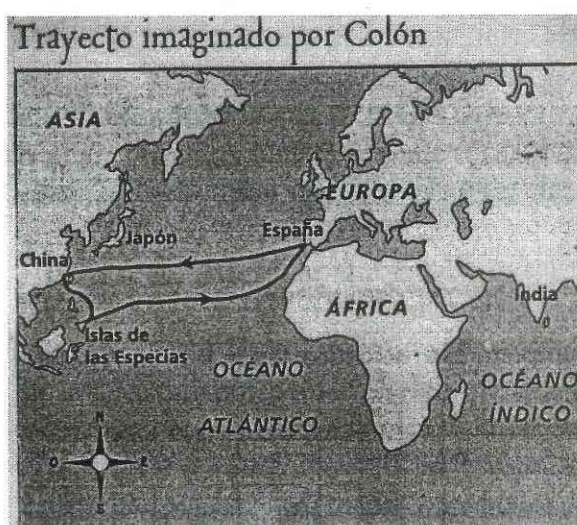 Trayecto imaginado por Colón
ASIA
EUROPA
España
Japón
China
India
ÁFRICA
Islas de
las Especias
OCÉANO
ATLÁNTICO
OCÉANO
ÍNDICO
N
O
E
S